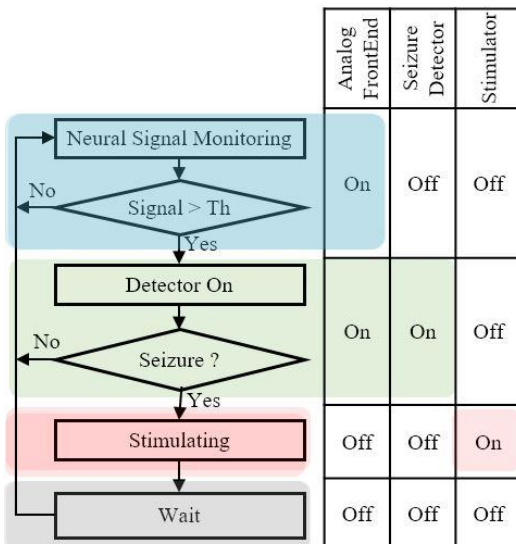 Analog
FrontEnd
Seizure
Detector
Stimulator
Neural Signal Monitoring
No
Signal > Th
On
Off
Off
Yes
Detector On
No
Seizure ?
On
On
Off
Yes
Stimulating
Off
Off
On
Wait
Off
Off
Off